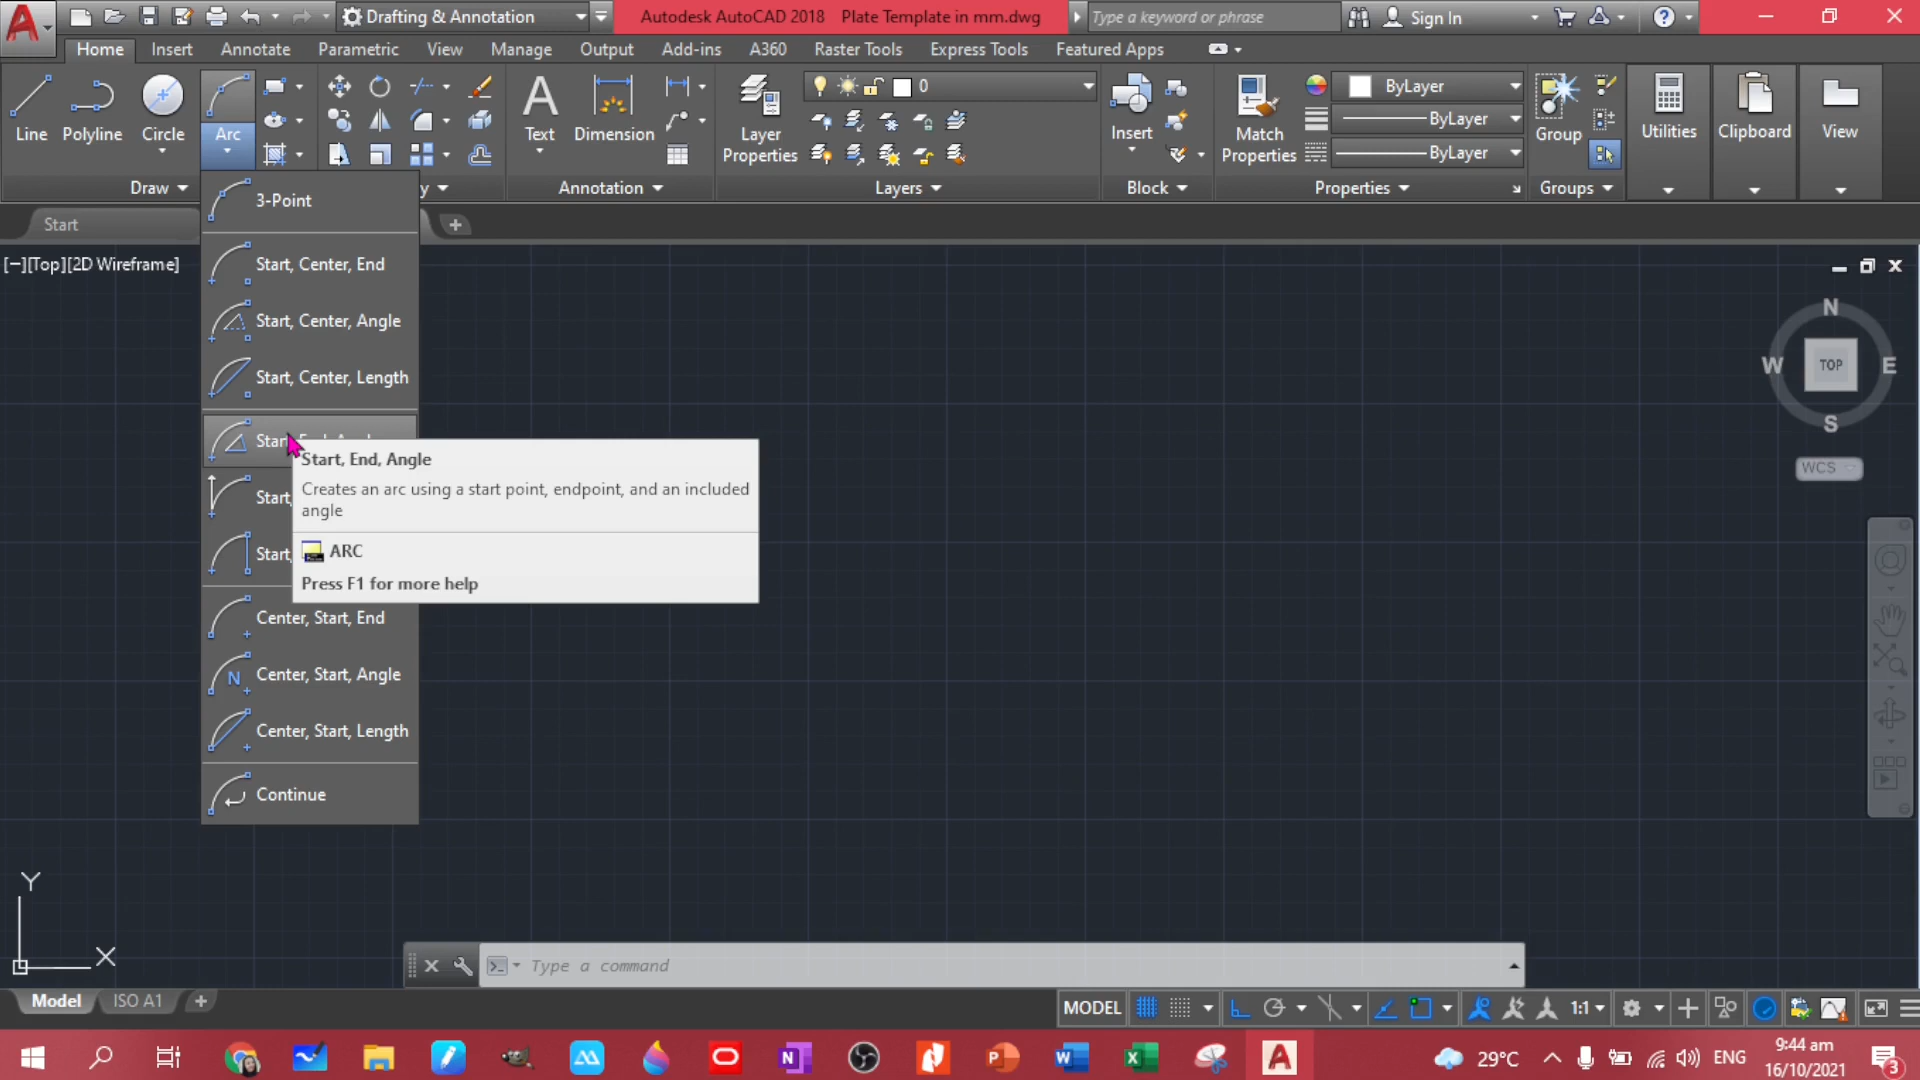 Drafting & Annotation
Autodesk AutoCAD 2018 Plate Template in mm.dwg
Type a keyword or phrase
Sign In
Home Insert Annotate Parametric View Manage Output Add-ins A360 Raster Tools Express Tools Featured Apps
0
ByLayer
ByLayer
ByLayer
Line Polyline Circle Arc Text Dimension Layer Properties Insert Match Properties Group Utilities Clipboard View
Draw Annotation Layers Block Properties Groups
Start
[−][Top][2D Wireframe]
3-Point
Start, Center, End
Start, Center, Angle
Start, Center, Length
Start, End, Angle
Creates an arc using a start point, endpoint, and an included
angle
ARC
Press F1 for more help
Center, Start, End
Center, Start, Angle
Center, Start, Length
Continue
N
W TOP E
S
WCS
Y
X
Type a command
Model ISO A1
MODEL 1:1
29°C ENG
9:44 am
16/10/2021
3